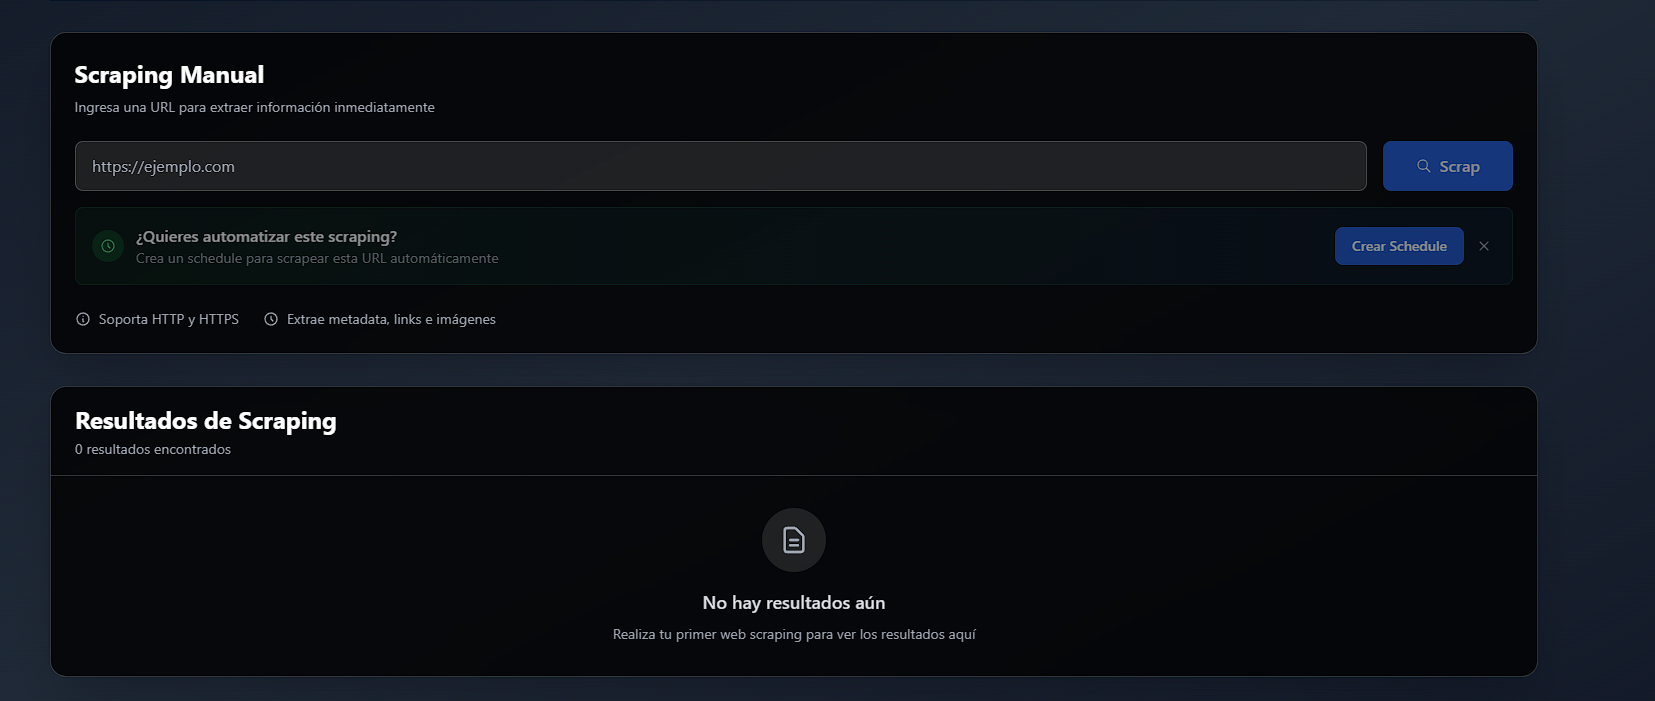 Scraping Manual
Ingresa una URL para extraer información inmediatamente
https://ejemplo.com
Scrap
¿Quieres automatizar este scraping?
Crea un schedule para scrapear esta URL automáticamente
Crear Schedule
Soporta HTTP y HTTPS
Extrae metadata, links e imágenes
Resultados de Scraping
0 resultados encontrados
No hay resultados aún
Realiza tu primer web scraping para ver los resultados aquí